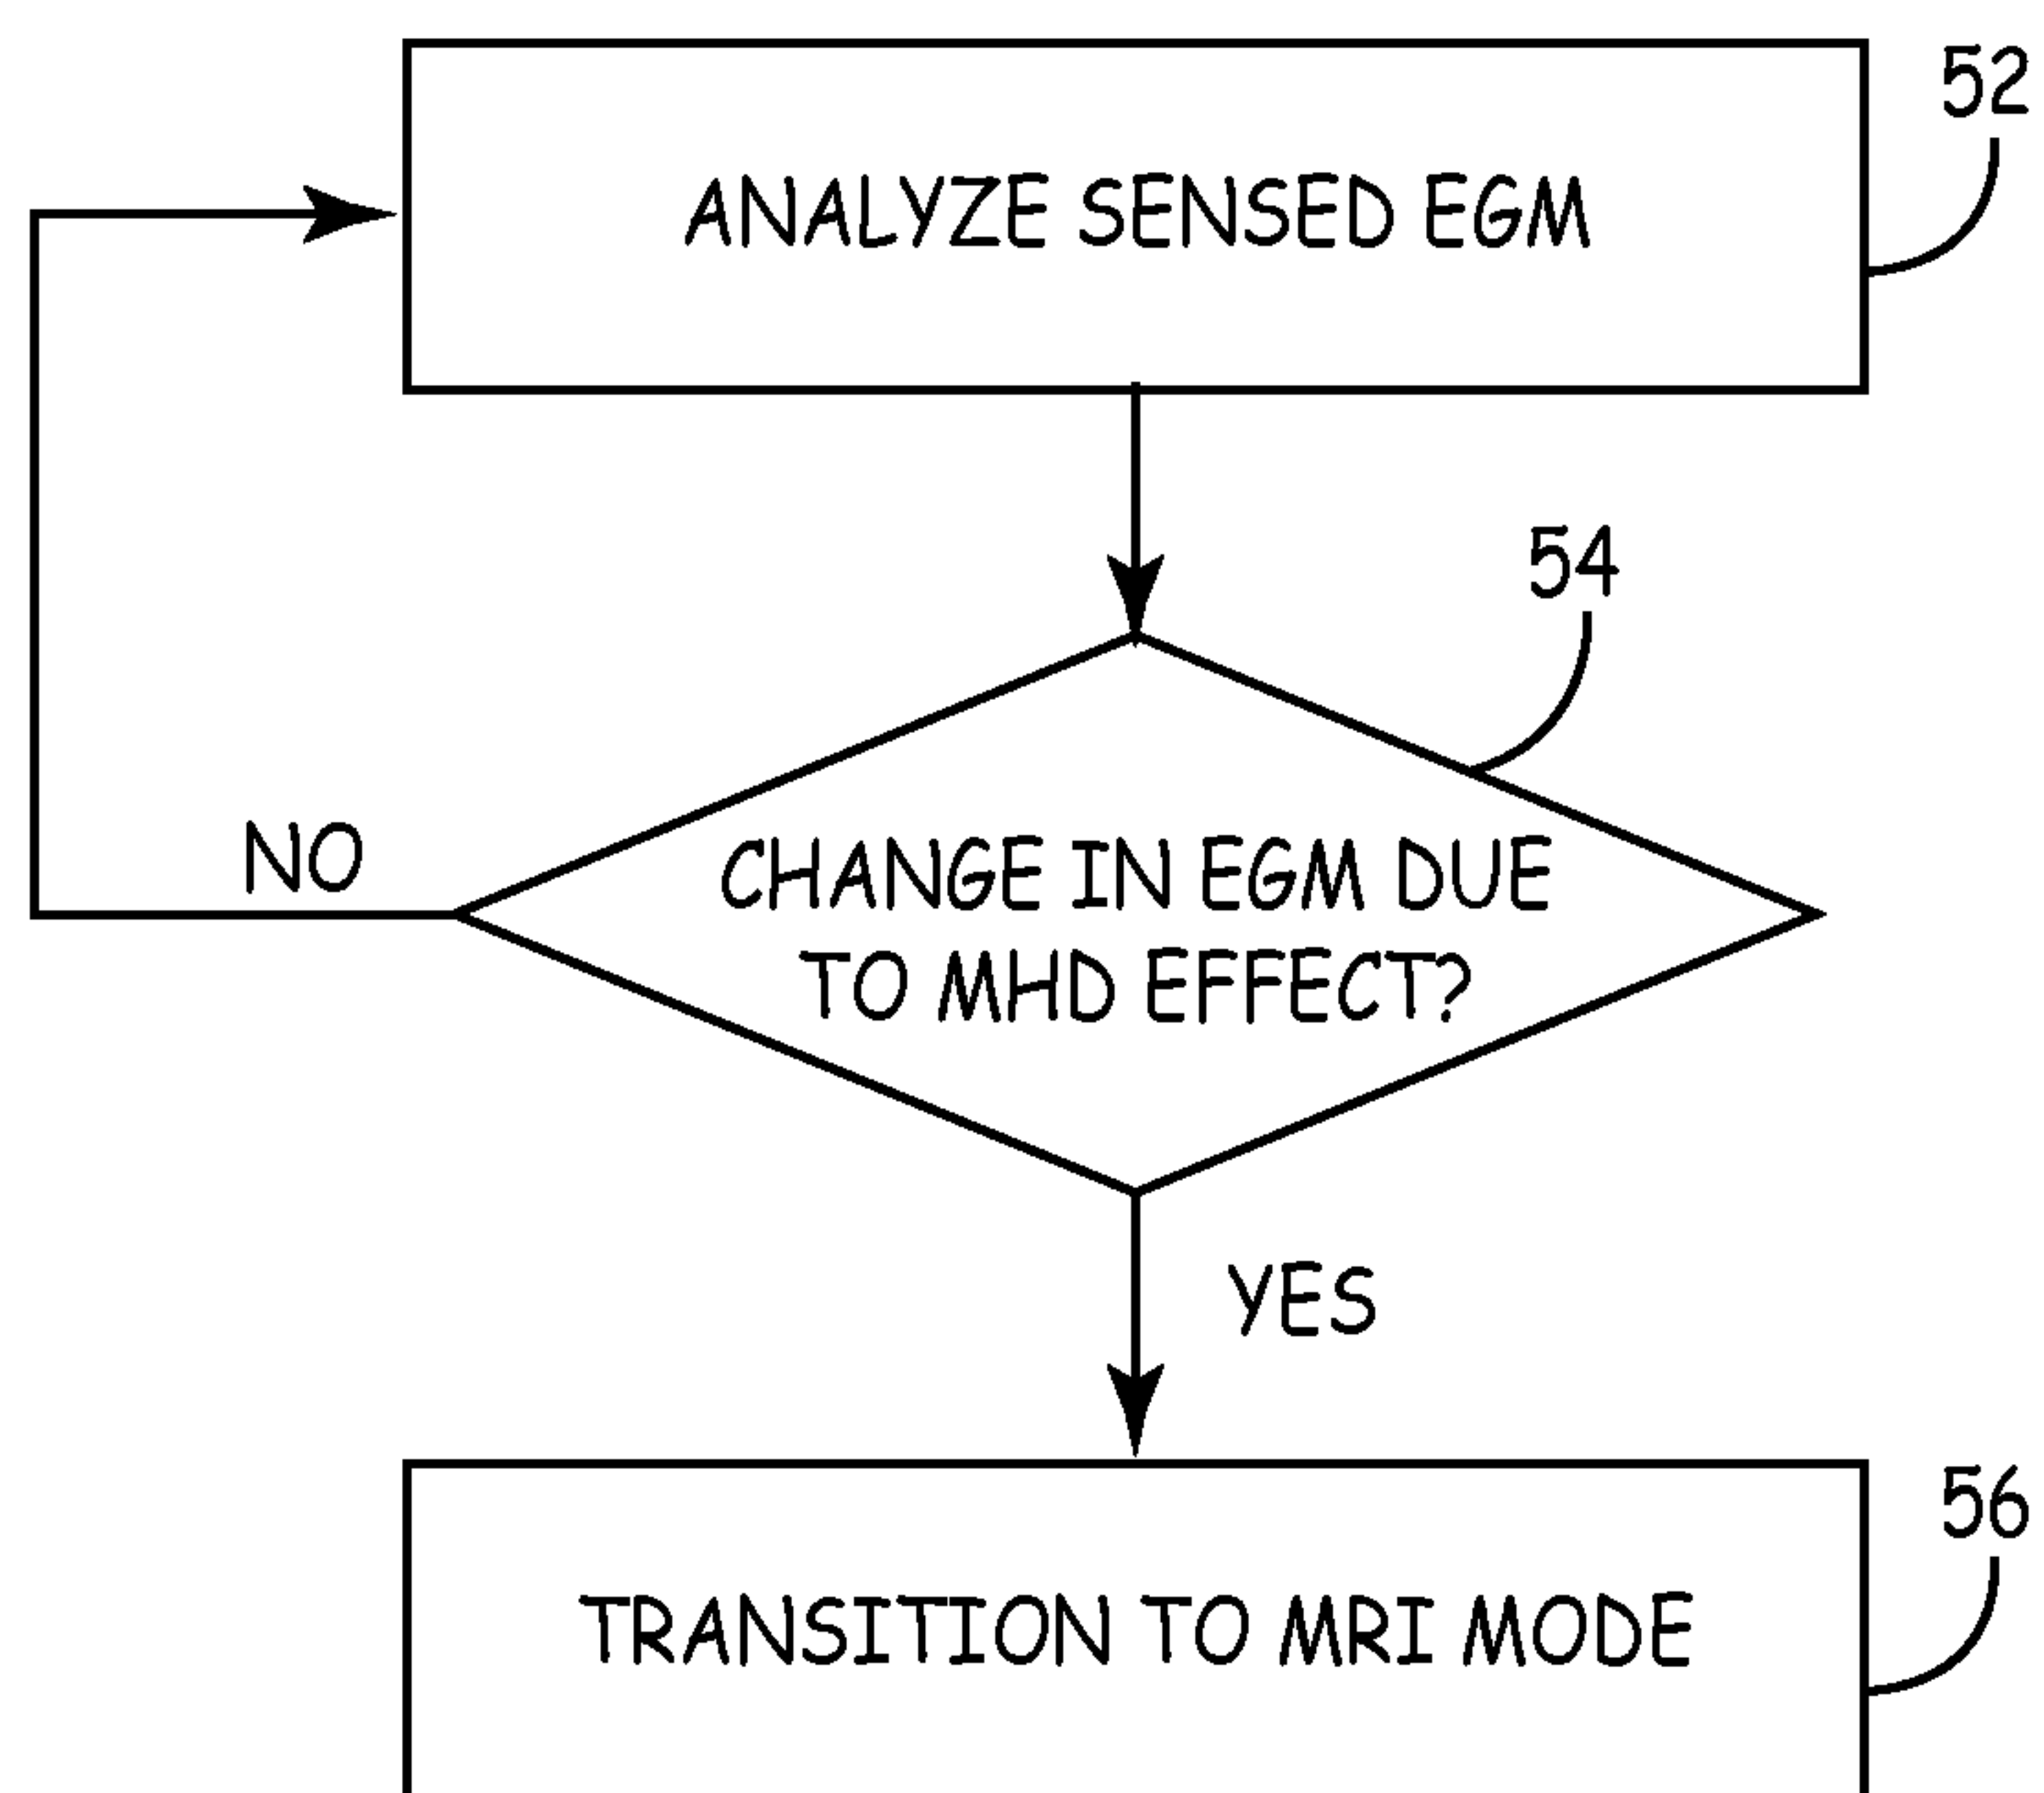 52
ANALYZE SENSED EGM
54
NO
CHANGE IN EGM DUE
TO MHD EFFECT?
YES
56
TRANSITION TO MRI MODE